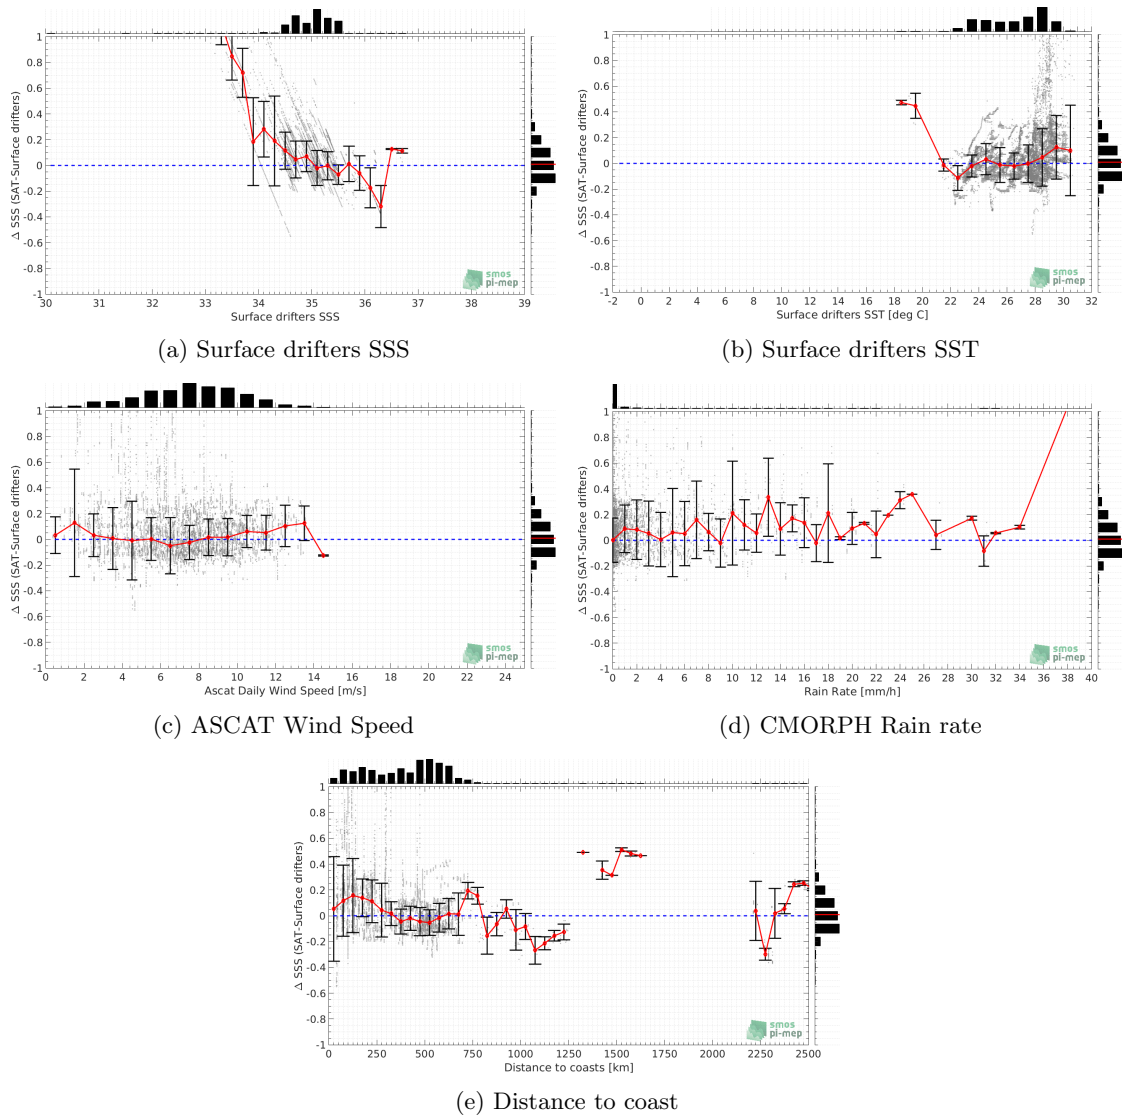 1
0.8
0.6
0.4
0.2
0
-0.2
-0.4
-0.6
-0.8
-1
Δ SSS (SAT-Surface drifters)
30 31 32 33 34 35 36 37 38 39
Surface drifters SSS
smos
pi-mep
(a) Surface drifters SSS
1
0.8
0.6
0.4
0.2
0
-0.2
-0.4
-0.6
-0.8
-1
Δ SSS (SAT-Surface drifters)
-2 0 2 4 6 8 10 12 14 16 18 20 22 24 26 28 30 32
Surface drifters SST [deg C]
smos
pi-mep
(b) Surface drifters SST
1
0.8
0.6
0.4
0.2
0
-0.2
-0.4
-0.6
-0.8
-1
Δ SSS (SAT-Surface drifters)
0 2 4 6 8 10 12 14 16 18 20 22 24
Ascat Daily Wind Speed [m/s]
smos
pi-mep
(c) ASCAT Wind Speed
1
0.8
0.6
0.4
0.2
0
-0.2
-0.4
-0.6
-0.8
-1
Δ SSS (SAT-Surface drifters)
0 2 4 6 8 10 12 14 16 18 20 22 24 26 28 30 32 34 36 38 40
Rain Rate [mm/h]
smos
pi-mep
(d) CMORPH Rain rate
1
0.8
0.6
0.4
0.2
0
-0.2
-0.4
-0.6
-0.8
-1
Δ SSS (SAT-Surface drifters)
0 250 500 750 1000 1250 1500 1750 2000 2250 2500
Distance to coasts [km]
smos
pi-mep
(e) Distance to coast